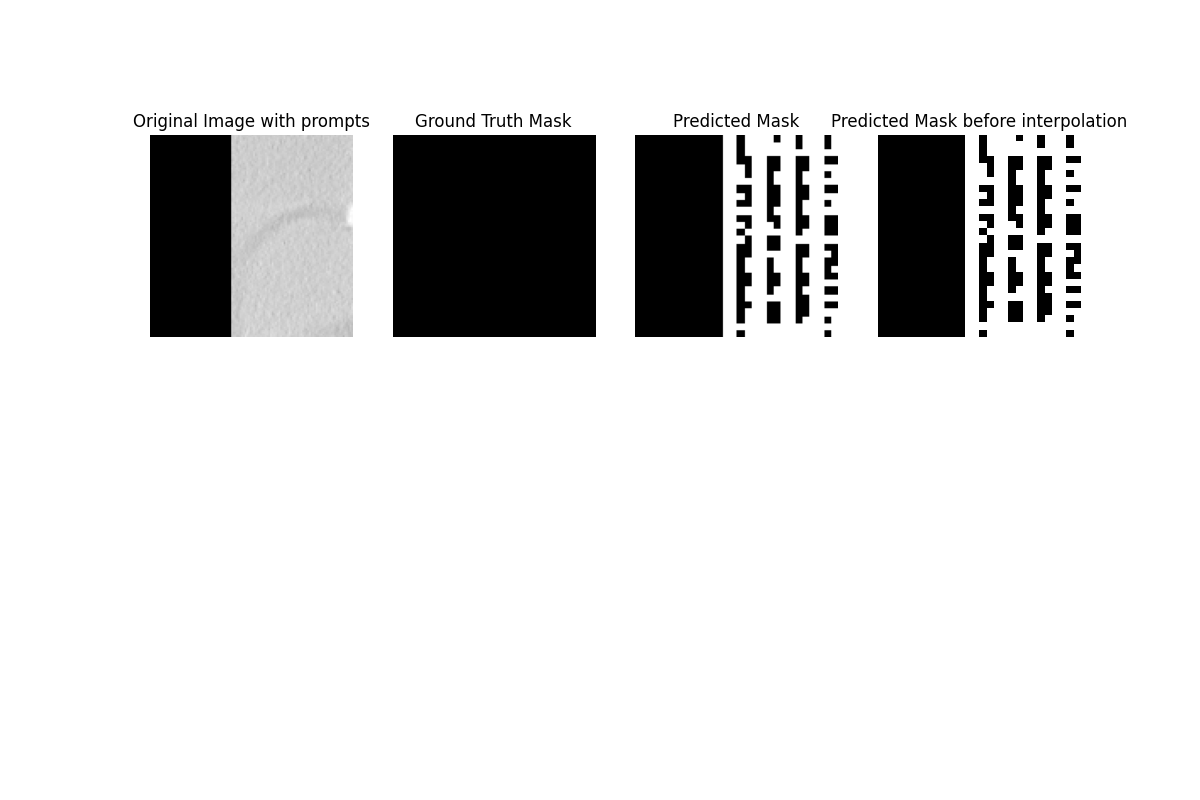 Original Image with prompts
Ground Truth Mask
Predicted Mask
Predicted Mask before interpolation